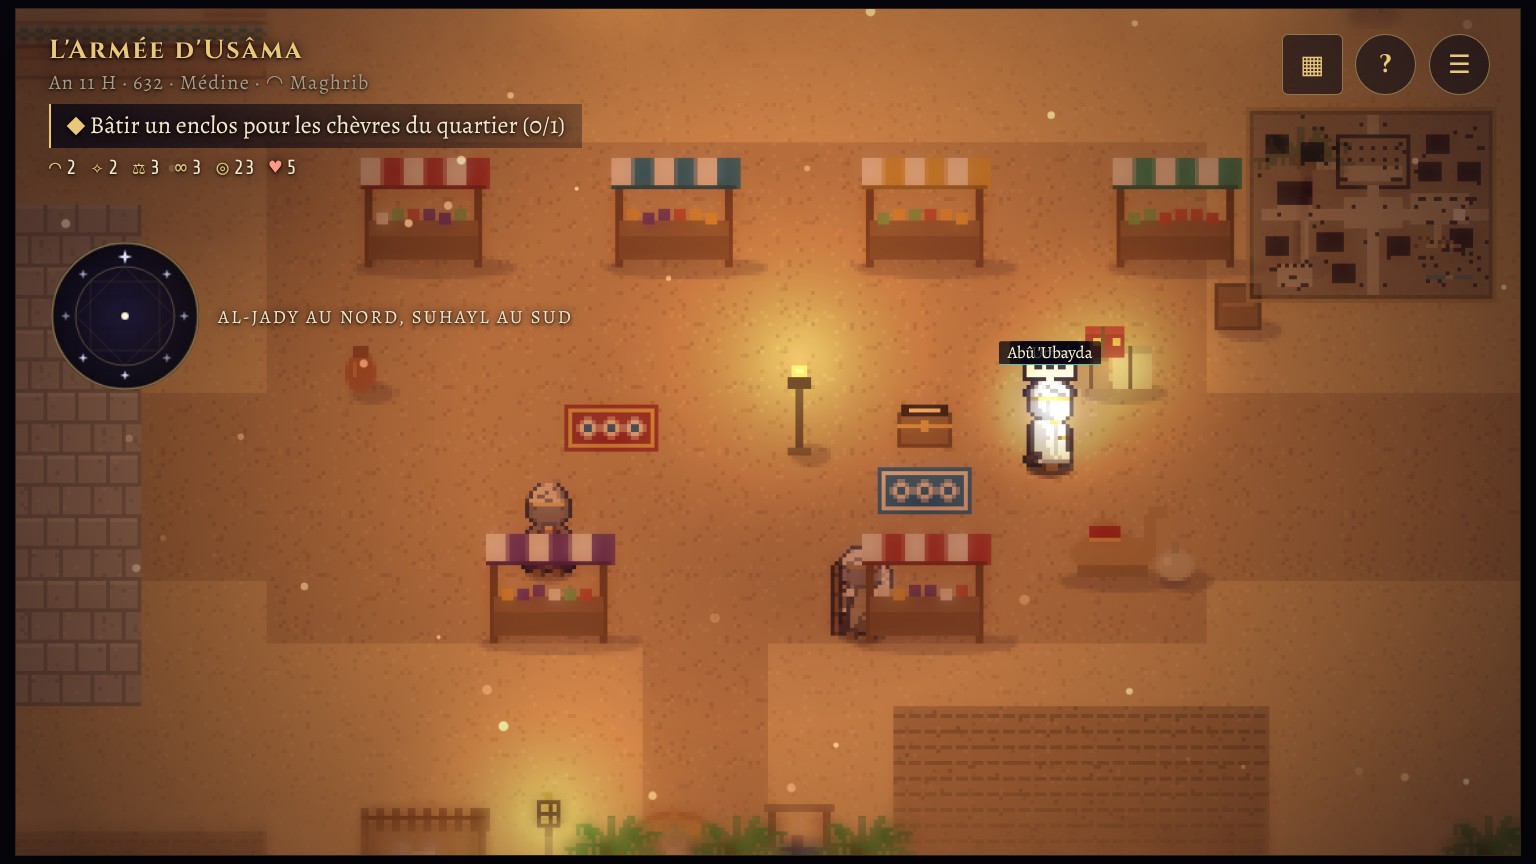 L'Armée d'Usâma
An 11 H · 632 · Médine · ◠ Maghrib
◆ Bâtir un enclos pour les chèvres du quartier (0/1)
◠ 2 ✧ 2 ⚖ 3 ∞ 3 ◎ 23 ♥ 5
?
AL-JADY AU NORD, SUHAYL AU SUD
Abû 'Ubayda